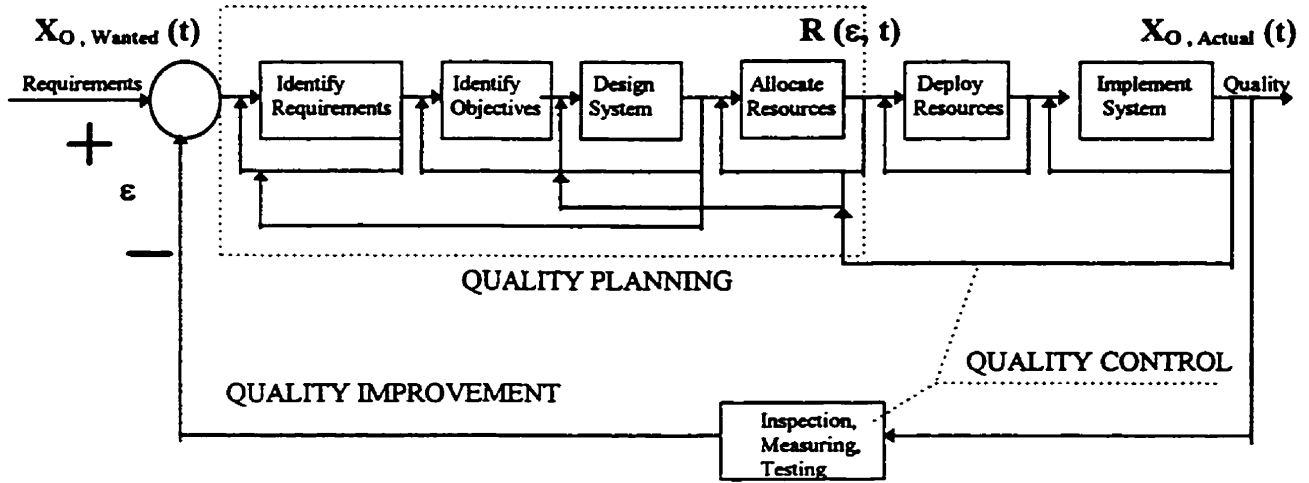 X_O, Wanted (t)
R (ε, t)
X_O, Actual (t)
Requirements
Identify
Requirements
Identify
Objectives
Design
System
Allocate
Resources
Deploy
Resources
Implement
System
Quality
+
ε
—
QUALITY PLANNING
QUALITY CONTROL
QUALITY IMPROVEMENT
Inspection,
Measuring,
Testing